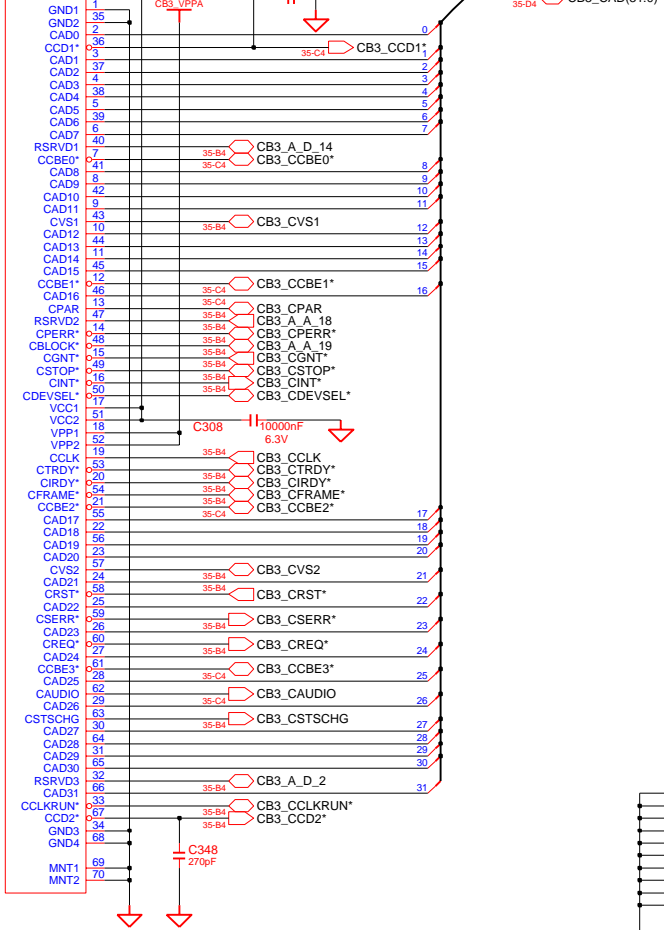 GND1 1 CB3_VPPA 35-D4
GND2 35
CAD0 2 0
CCD1* 36 35-C4 CB3_CCD1*
CAD1 3 1
CAD2 37 2
CAD3 4 3
CAD4 38 4
CAD5 5 5
CAD6 39 6
CAD7 6 7
RSRVD1 40 35-B4 CB3_A_D_14
CCBE0* 7 35-C4 CB3_CCBE0*
CAD8 41 8
CAD9 8 9
CAD10 42 10
CAD11 9 11
CVS1 43 35-B4 CB3_CVS1
CAD12 10 12
CAD13 44 13
CAD14 11 14
CAD15 45 15
CCBE1* 12 35-C4 CB3_CCBE1*
CAD16 46 16
CPAR 13 35-C4 CB3_CPAR
RSRVD2 47 35-B4 CB3_A_A_18
CPERR* 14 35-B4 CB3_CPERR*
CBLOCK* 48 35-B4 CB3_A_A_19
CGNT* 15 35-B4 CB3_CGNT*
CSTOP* 49 35-B4 CB3_CSTOP*
CINT* 16 35-B4 CB3_CINT*
CDEVSEL* 50 35-B4 CB3_CDEVSEL*
VCC1 17
VCC2 51 C308 10000nF
VPP1 18 6.3V
VPP2 52
CCLK 19 35-B4 CB3_CCLK
CTRDY* 53 35-B4 CB3_CTRDY*
CIRDY* 20 35-B4 CB3_CIRDY*
CFRAME* 54 35-B4 CB3_CFRAME*
CCBE2* 21 35-C4 CB3_CCBE2*
CAD17 55 17
CAD18 22 18
CAD19 56 19
CAD20 23 20
CVS2 57 35-B4 CB3_CVS2
CAD21 24 21
CRST* 58 35-B4 CB3_CRST*
CAD22 25 22
CSERR* 59 35-B4 CB3_CSERR*
CAD23 26 23
CREQ* 60 35-B4 CB3_CREQ*
CAD24 27 24
CCBE3* 61 35-C4 CB3_CCBE3*
CAD25 28 25
CAUDIO 62 35-C4 CB3_CAUDIO
CAD26 29 26
CSTSCHG 63 35-B4 CB3_CSTSCHG
CAD27 30 27
CAD28 64 28
CAD29 31 29
CAD30 65 30
RSRVD3 32 35-B4 CB3_A_D_2
CAD31 66 31
CCLKRUN* 33 35-B4 CB3_CCLKRUN*
CCD2* 67 35-B4 CB3_CCD2*
GND3 34
GND4 68
C348
270pF
MNT1 69
MNT2 70